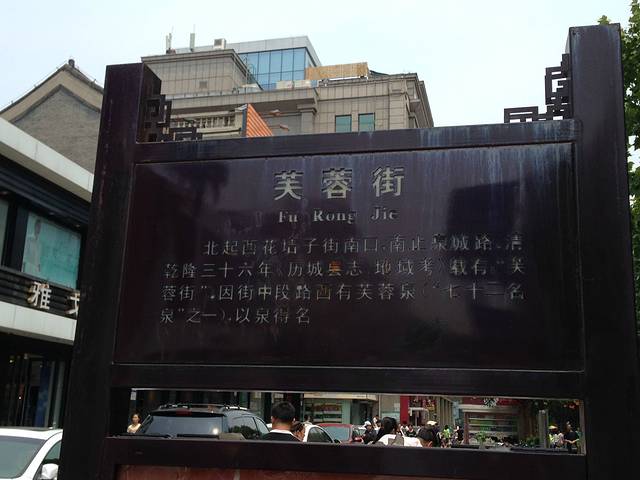 芙蓉街
Fu Rong Jie
北起西花墙子街南口,南止泉城路.清
乾隆三十六年《历城县志.地域考》载有“芙
蓉街”,因街中段路西有芙蓉泉(“七十二名
泉”之一),以泉得名
雅